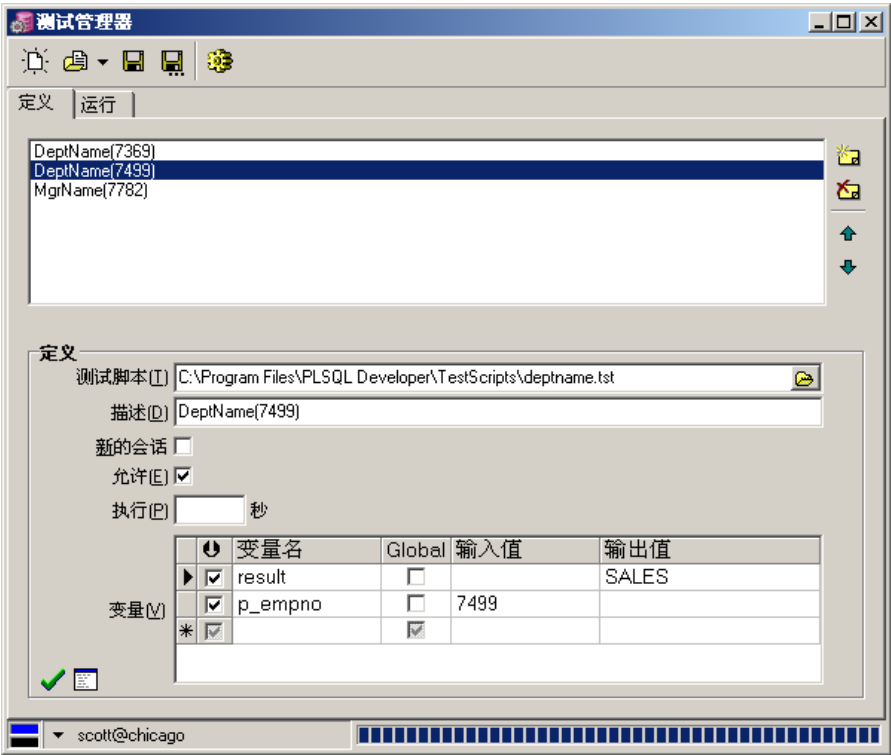 测试管理器
定义 运行
DeptName(7369)
DeptName(7499)
MgrName(7782)
定义
测试脚本(T) C:\Program Files\PLSQL Developer\TestScripts\deptname.tst
描述(D) DeptName(7499)
新的会话
允许(E)
执行(P) 秒
变量名 Global 输入值 输出值
result SALES
变量(V) p_empno 7499
scott@chicago